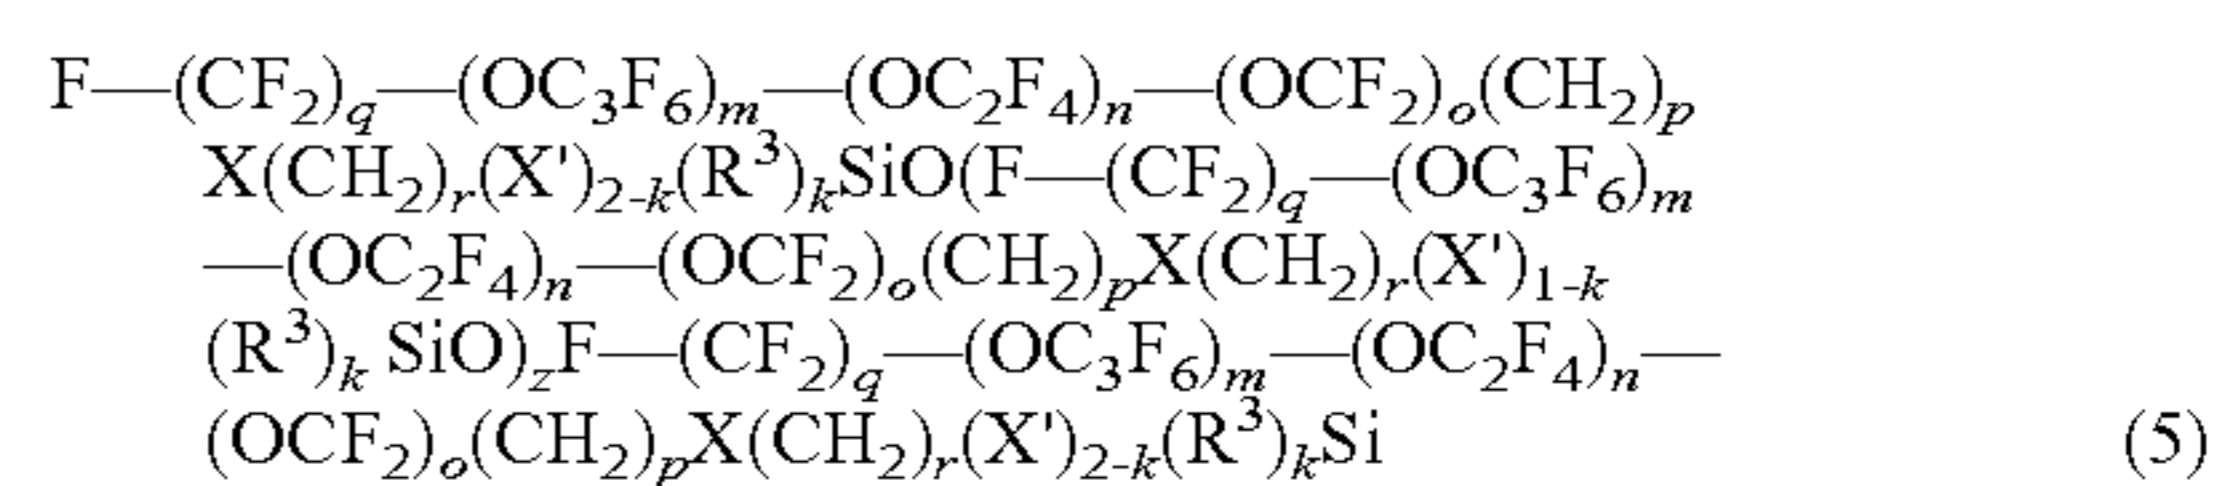 F—(CF₂)q—(OC₃F₆)m—(OC₂F₄)n—(OCF₂)o(CH₂)p
X(CH₂)r(X')2-k(R³)kSiO(F—(CF₂)q—(OC₃F₆)m
—(OC₂F₄)n—(OCF₂)o(CH₂)pX(CH₂)r(X')1-k
(R³)k SiO)zF—(CF₂)q—(OC₃F₆)m—(OC₂F₄)n—
(OCF₂)o(CH₂)pX(CH₂)r(X')2-k(R³)kSi (5)